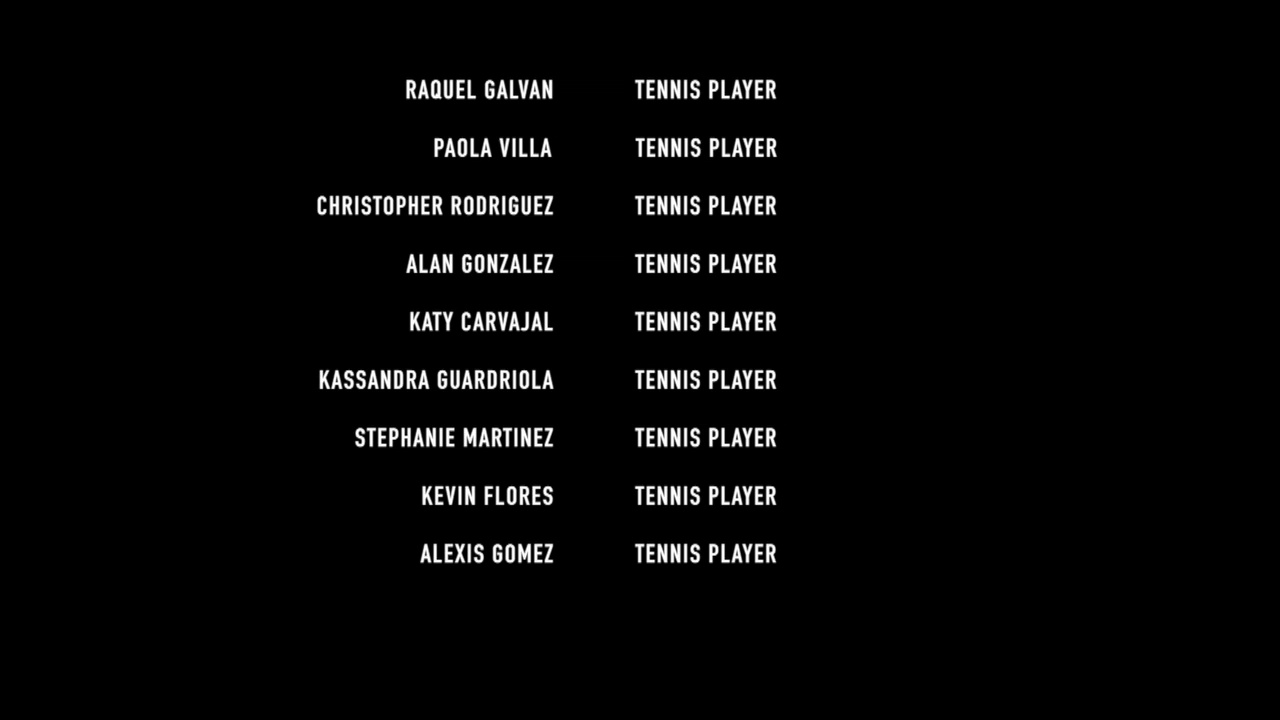 RAQUEL GALVAN TENNIS PLAYER
PAOLA VILLA TENNIS PLAYER
CHRISTOPHER RODRIGUEZ TENNIS PLAYER
ALAN GONZALEZ TENNIS PLAYER
KATY CARVAJAL TENNIS PLAYER
KASSANDRA GUARDRIOLA TENNIS PLAYER
STEPHANIE MARTINEZ TENNIS PLAYER
KEVIN FLORES TENNIS PLAYER
ALEXIS GOMEZ TENNIS PLAYER